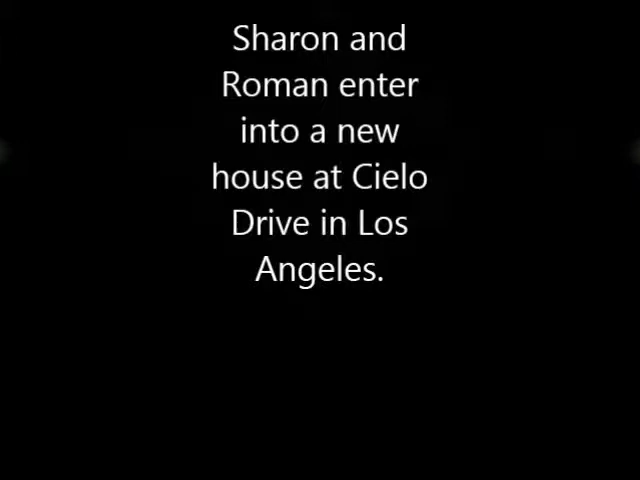 Sharon and
Roman enter
into a new
house at Cielo
Drive in Los
Angeles.